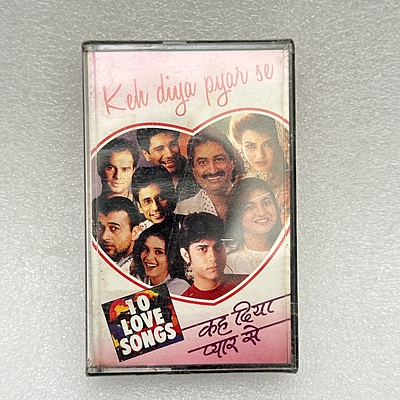 Keh diya pyar se
10
LOVE
SONGS
कह दिया
प्यार से